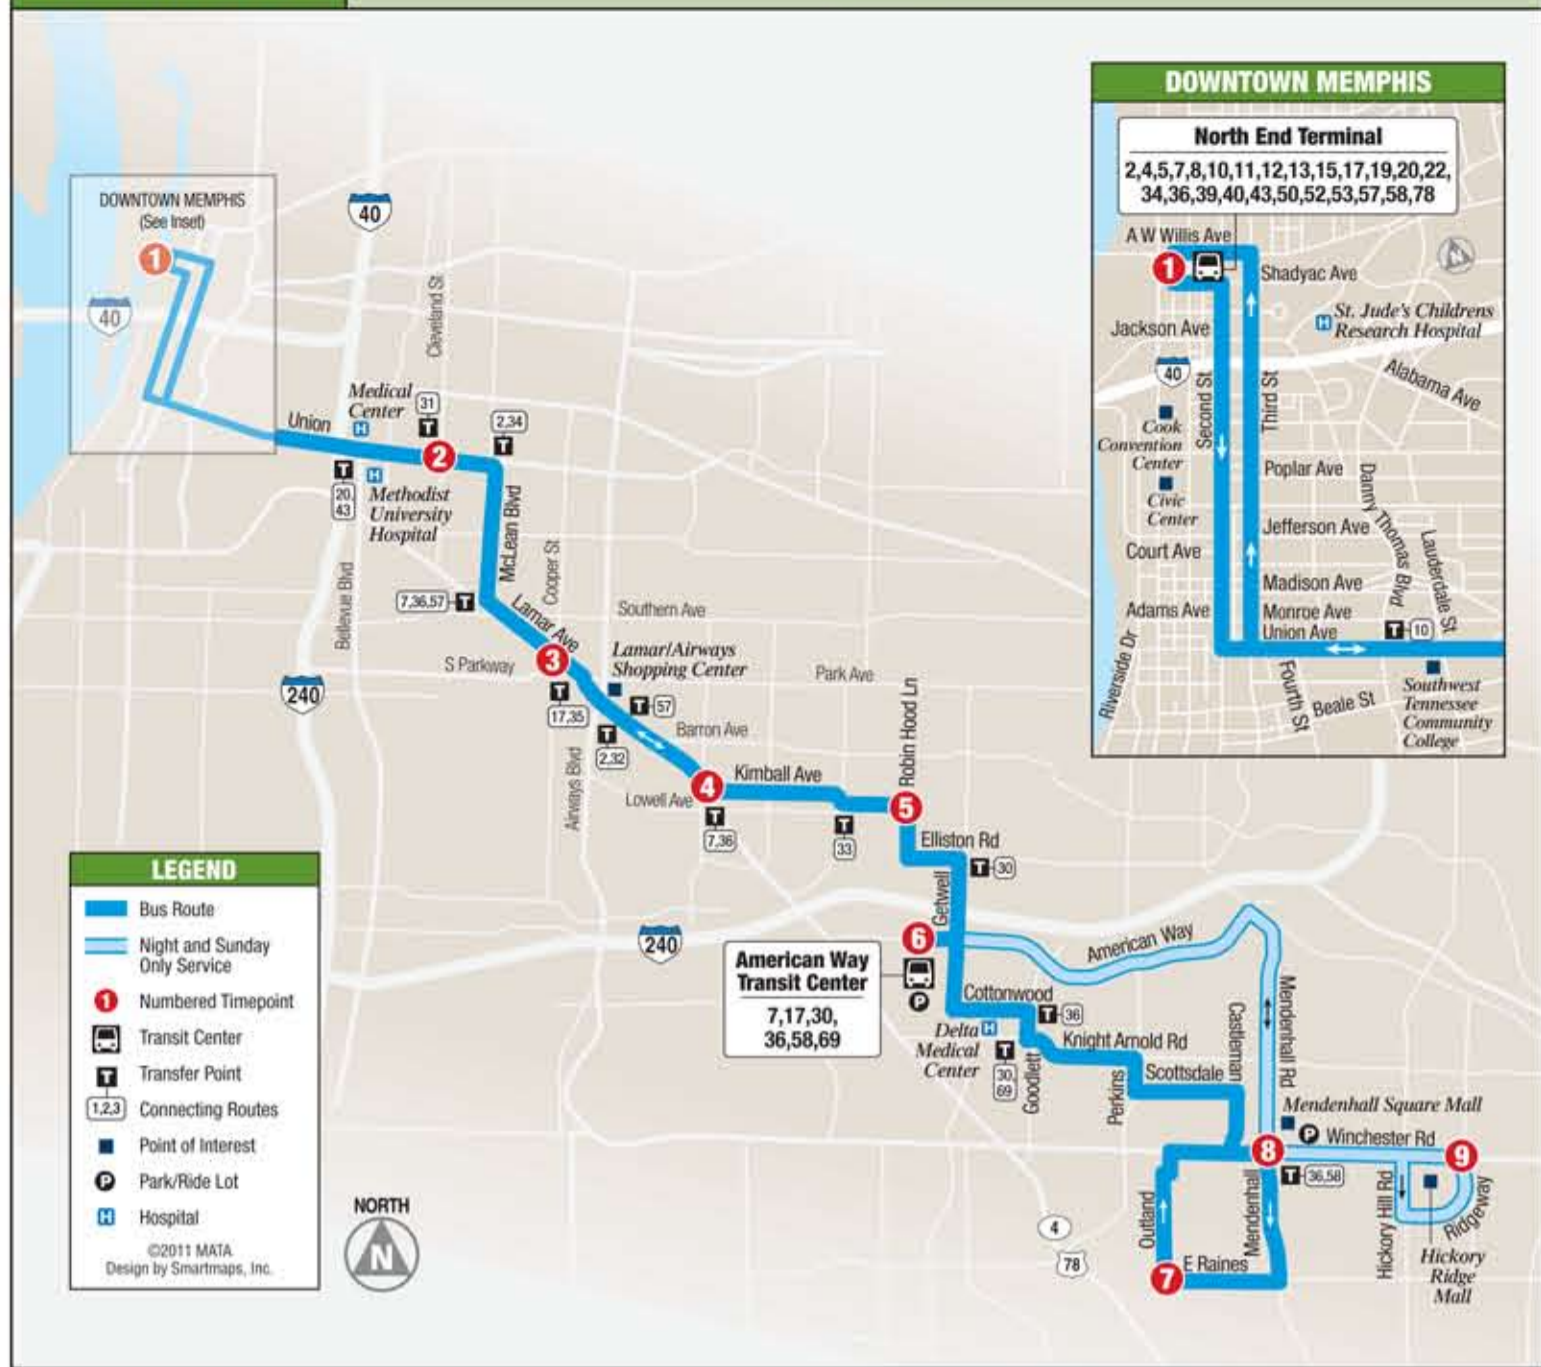 DOWNTOWN MEMPHIS
North End Terminal
2,4,5,7,8,10,11,12,13,15,17,19,20,22,
34,36,39,40,43,50,52,53,57,58,78
A W Willis Ave
1
Shadyac Ave
St. Jude's Childrens
Research Hospital
H
Jackson Ave
40
Alabama Ave
Second St
Third St
Cook
Convention
Center
Poplar Ave
Civic
Center
Danny Thomas Blvd
Jefferson Ave
Lauderdale St
Court Ave
Madison Ave
Adams Ave
Monroe Ave
Union Ave
T
10
Riverside Dr
Fourth St
Beale St
Southwest
Tennessee
Community
College
DOWNTOWN MEMPHIS
(See Inset)
1
40
40
Cleveland St
Medical
Center
H
31
T
2,34
T
Union
2
T
20,
43
H
Methodist
University
Hospital
McLean Blvd
Cooper St
Bellevue Blvd
7,36,57
T
Lamar Ave
Southern Ave
3
Lamar/Airways
Shopping Center
S Parkway
Park Ave
240
T
17,35
T
57
Barron Ave
T
2,32
Airways Blvd
Robin Hood Ln
4
Kimball Ave
Lowell Ave
5
T
7,36
T
33
Elliston Rd
T
30
Getwell
6
240
American Way
American Way
Transit Center
7,17,30,
36,58,69
P
Cottonwood
T
36
Delta
Medical
Center
H
T
30,
69
Goodlett
Knight Arnold Rd
Perkins
Scottsdale
Castleman
Mendenhall Rd
Mendenhall Square Mall
P
Winchester Rd
8
9
T
36,58
Outland
Mendenhall
Hickory Hill Rd
Ridgeway
Hickory
Ridge
Mall
7
E Raines
4
78
LEGEND
Bus Route
Night and Sunday
Only Service
1
Numbered Timepoint
Transit Center
T
Transfer Point
1,2,3
Connecting Routes
Point of Interest
P
Park/Ride Lot
H
Hospital
©2011 MATA
Design by Smartmaps, Inc.
NORTH
N